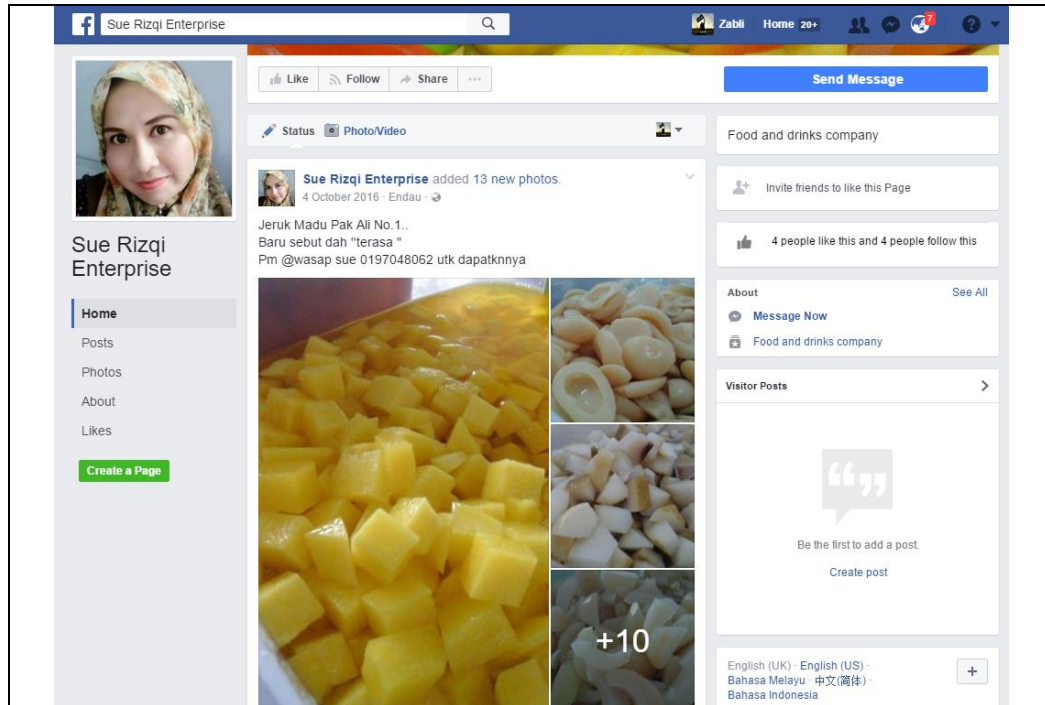 Sue Rizqi Enterprise
Zabli
Home 20+
7
?
Like
Follow
Share
Send Message
Status
Photo/Video
Sue Rizqi Enterprise
Home
Posts
Photos
About
Likes
Create a Page
Sue Rizqi Enterprise added 13 new photos.
4 October 2016 · Endau ·
Jeruk Madu Pak Ali No.1..
Baru sebut dah "terasa "
Pm @wasap sue 0197048062 utk dapatknnya
+10
Food and drinks company
Invite friends to like this Page
4 people like this and 4 people follow this
About
See All
Message Now
Food and drinks company
Visitor Posts
Be the first to add a post.
Create post
English (UK) · English (US) ·
Bahasa Melayu · 中文(简体) ·
Bahasa Indonesia
+